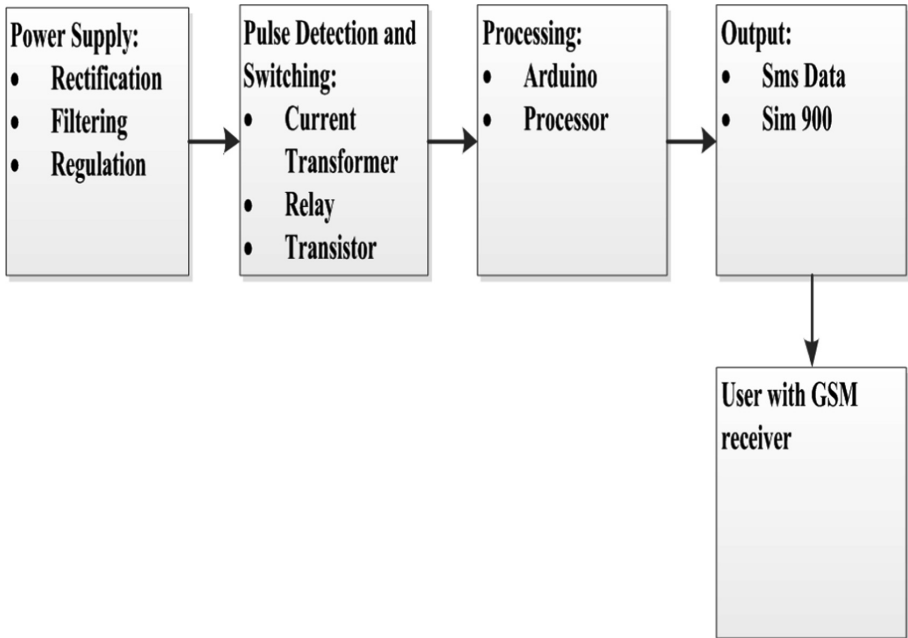 Power Supply:
• Rectification
• Filtering
• Regulation
Pulse Detection and
Switching:
• Current
Transformer
• Relay
• Transistor
Processing:
• Arduino
• Processor
Output:
• Sms Data
• Sim 900
User with GSM
receiver